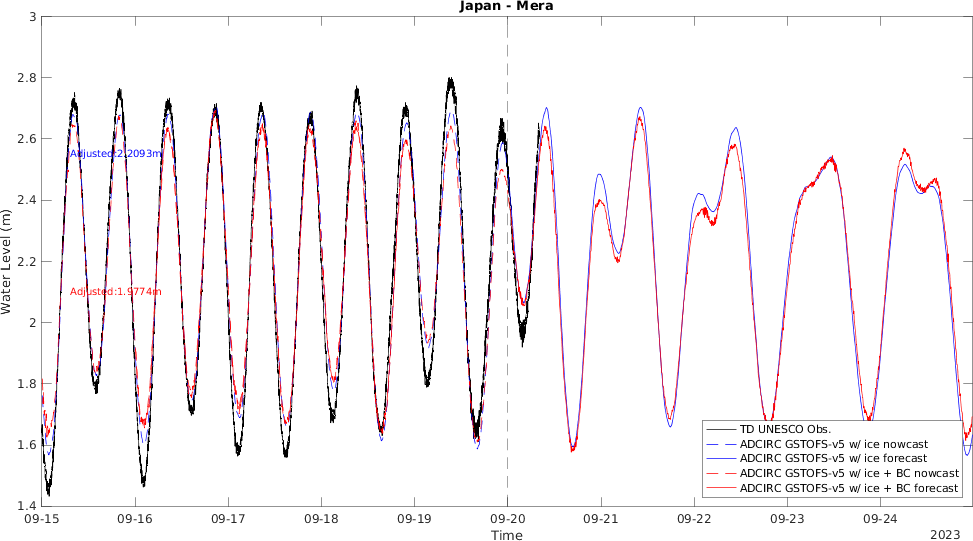 Japan - Mera
3
2.8
2.6
2.4
2.2
2
1.8
1.6
1.4
Water Level (m)
Adjusted:2.2093m
Adjusted:1.9774m
TD UNESCO Obs.
ADCIRC GSTOFS-v5 w/ ice nowcast
ADCIRC GSTOFS-v5 w/ ice forecast
ADCIRC GSTOFS-v5 w/ ice + BC nowcast
ADCIRC GSTOFS-v5 w/ ice + BC forecast
09-15 09-16 09-17 09-18 09-19 09-20 09-21 09-22 09-23 09-24
Time
2023